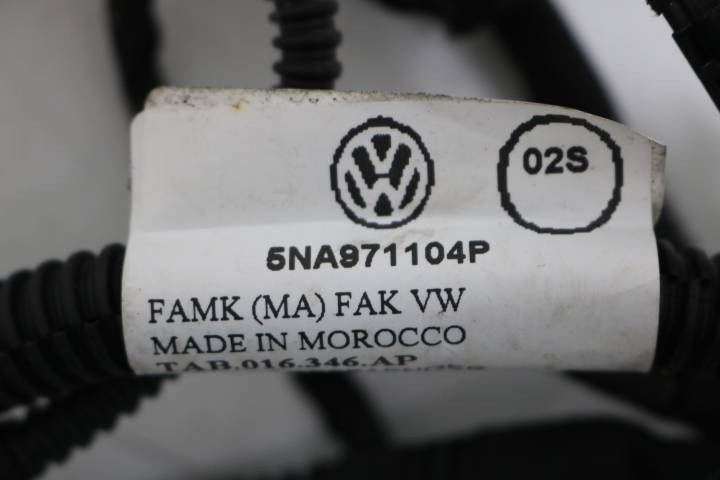 02S
5NA971104P
FAMK (MA) FAK VW
MADE IN MOROCCO
TAB.016.346.AP